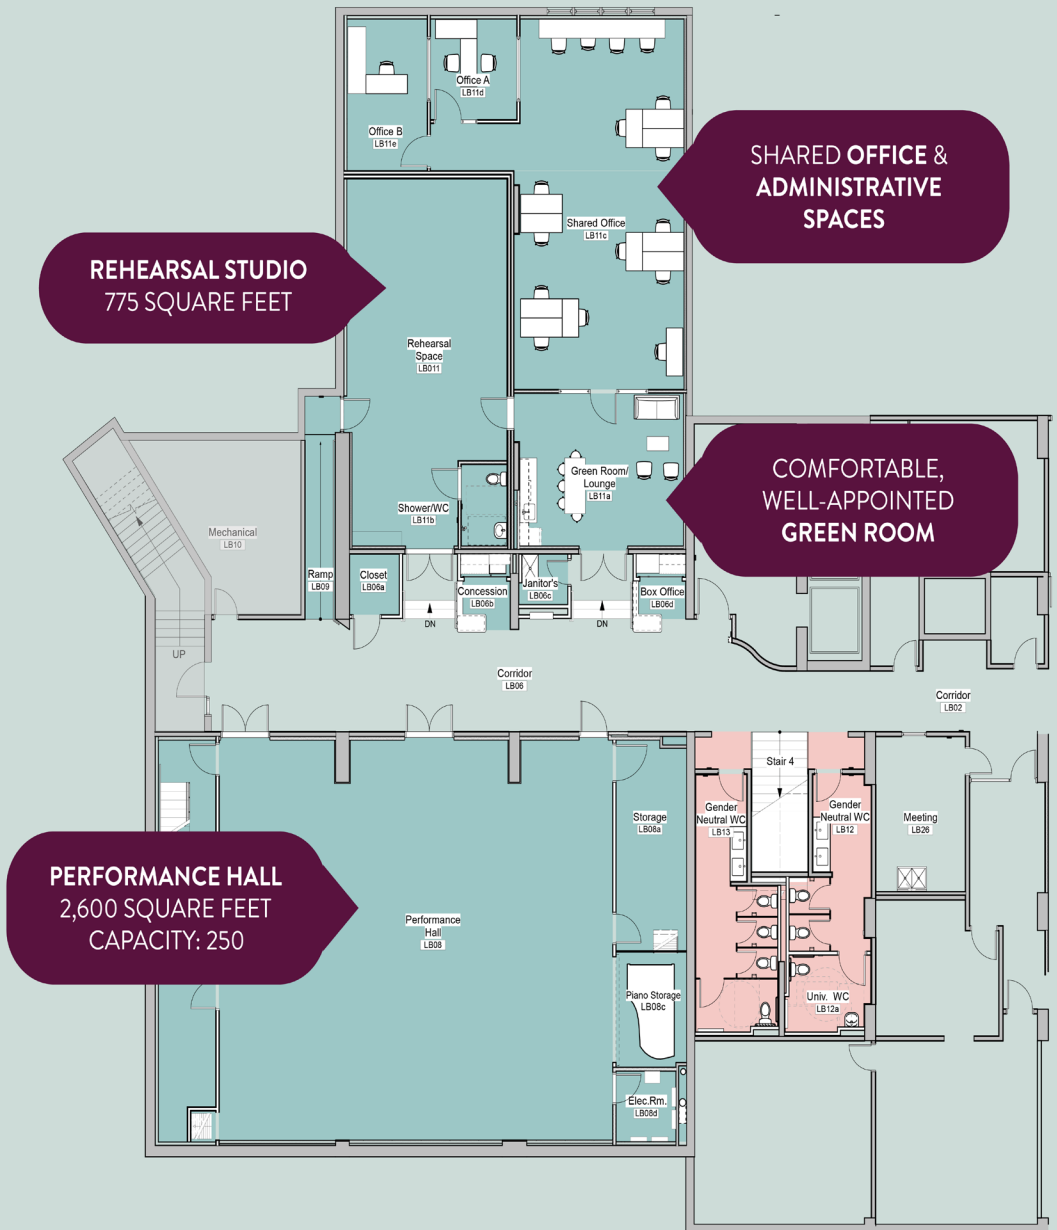 Office A
LB11d
Office B
LB11e
SHARED OFFICE &
ADMINISTRATIVE
SPACES
Shared Office
LB11c
REHEARSAL STUDIO
775 SQUARE FEET
Rehearsal
Space
LB011
COMFORTABLE,
WELL-APPOINTED
GREEN ROOM
Green Room/
Lounge
LB11a
Shower/WC
LB11b
Mechanical
LB10
Ramp
LB09
Closet
LB06a
Concession
LB06b
Janitor's
LB06c
Box Office
LB06d
DN
DN
UP
Corridor
LB06
Corridor
LB02
Stair 4
Gender
Neutral WC
LB13
Gender
Neutral WC
LB12
Meeting
LB26
Storage
LB08a
PERFORMANCE HALL
2,600 SQUARE FEET
CAPACITY: 250
Performance
Hall
LB08
Piano Storage
LB08c
Univ. WC
LB12a
Elec.Rm.
LB08d